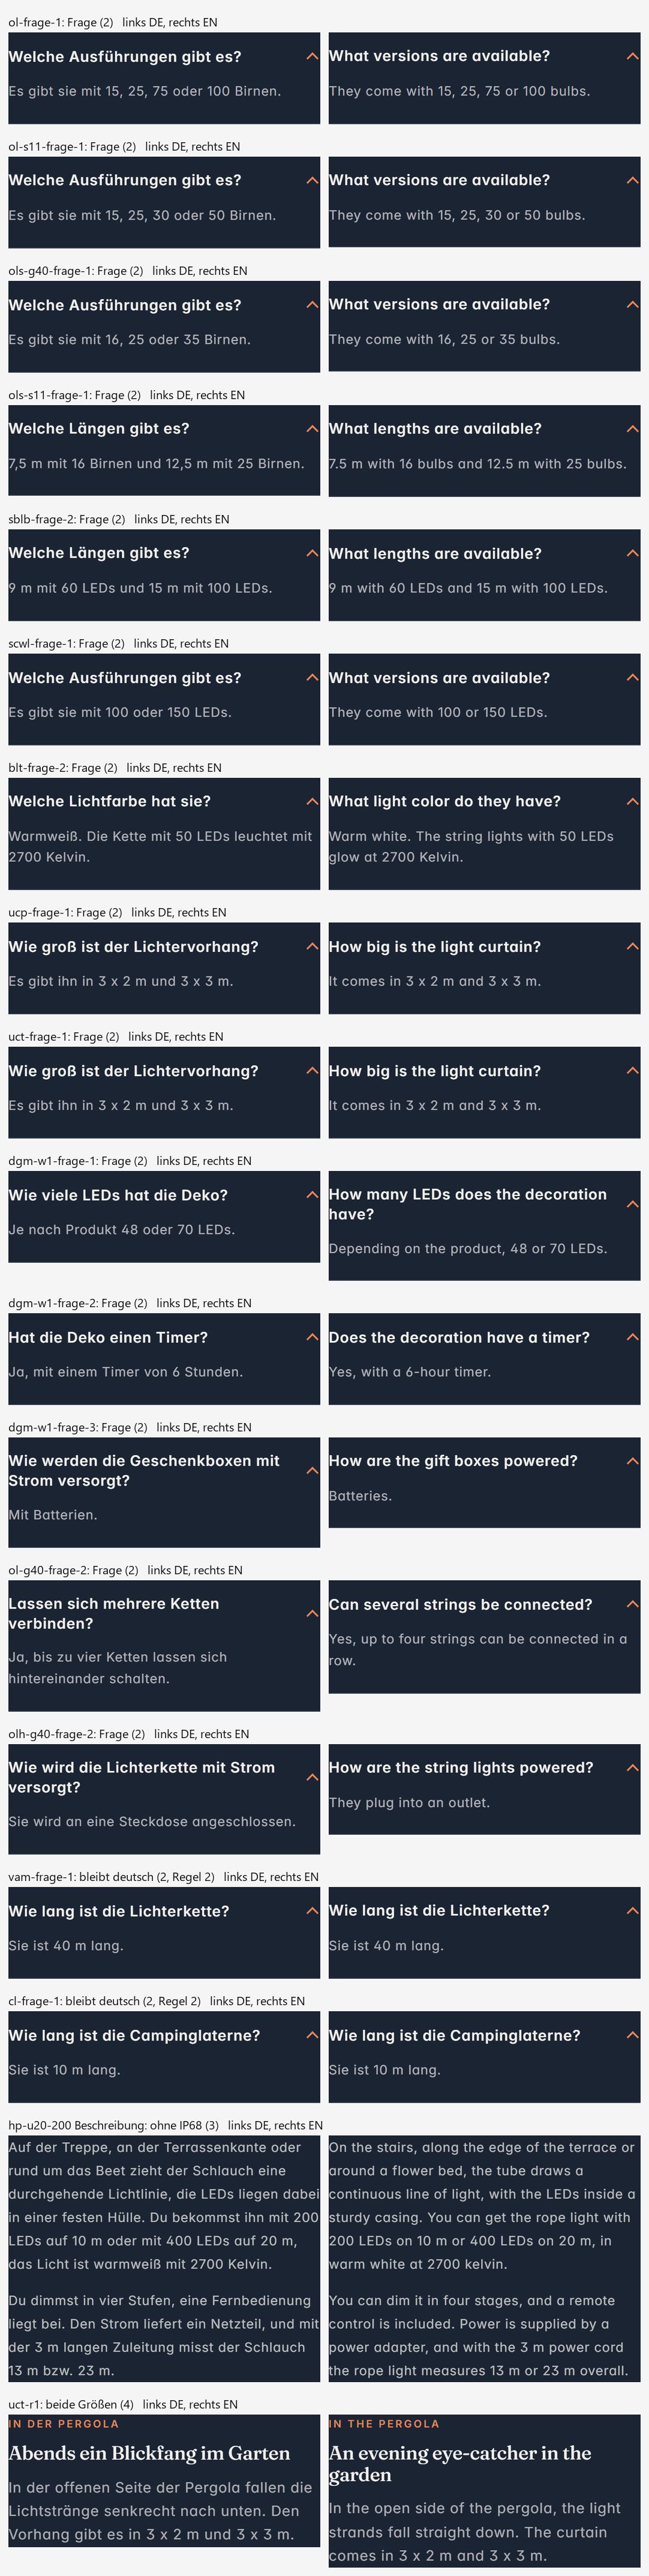 ol-frage-1: Frage (2)   links DE, rechts EN
Welche Ausführungen gibt es?
Es gibt sie mit 15, 25, 75 oder 100 Birnen.
What versions are available?
They come with 15, 25, 75 or 100 bulbs.
ol-s11-frage-1: Frage (2)   links DE, rechts EN
Welche Ausführungen gibt es?
Es gibt sie mit 15, 25, 30 oder 50 Birnen.
What versions are available?
They come with 15, 25, 30 or 50 bulbs.
ols-g40-frage-1: Frage (2)   links DE, rechts EN
Welche Ausführungen gibt es?
Es gibt sie mit 16, 25 oder 35 Birnen.
What versions are available?
They come with 16, 25 or 35 bulbs.
ols-s11-frage-1: Frage (2)   links DE, rechts EN
Welche Längen gibt es?
7,5 m mit 16 Birnen und 12,5 m mit 25 Birnen.
What lengths are available?
7.5 m with 16 bulbs and 12.5 m with 25 bulbs.
sblb-frage-2: Frage (2)   links DE, rechts EN
Welche Längen gibt es?
9 m mit 60 LEDs und 15 m mit 100 LEDs.
What lengths are available?
9 m with 60 LEDs and 15 m with 100 LEDs.
scwl-frage-1: Frage (2)   links DE, rechts EN
Welche Ausführungen gibt es?
Es gibt sie mit 100 oder 150 LEDs.
What versions are available?
They come with 100 or 150 LEDs.
blt-frage-2: Frage (2)   links DE, rechts EN
Welche Lichtfarbe hat sie?
Warmweiß. Die Kette mit 50 LEDs leuchtet mit
2700 Kelvin.
What light color do they have?
Warm white. The string lights with 50 LEDs
glow at 2700 Kelvin.
ucp-frage-1: Frage (2)   links DE, rechts EN
Wie groß ist der Lichtervorhang?
Es gibt ihn in 3 x 2 m und 3 x 3 m.
How big is the light curtain?
It comes in 3 x 2 m and 3 x 3 m.
uct-frage-1: Frage (2)   links DE, rechts EN
Wie groß ist der Lichtervorhang?
Es gibt ihn in 3 x 2 m und 3 x 3 m.
How big is the light curtain?
It comes in 3 x 2 m and 3 x 3 m.
dgm-w1-frage-1: Frage (2)   links DE, rechts EN
Wie viele LEDs hat die Deko?
Je nach Produkt 48 oder 70 LEDs.
How many LEDs does the decoration
have?
Depending on the product, 48 or 70 LEDs.
dgm-w1-frage-2: Frage (2)   links DE, rechts EN
Hat die Deko einen Timer?
Ja, mit einem Timer von 6 Stunden.
Does the decoration have a timer?
Yes, with a 6-hour timer.
dgm-w1-frage-3: Frage (2)   links DE, rechts EN
Wie werden die Geschenkboxen mit
Strom versorgt?
Mit Batterien.
How are the gift boxes powered?
Batteries.
ol-g40-frage-2: Frage (2)   links DE, rechts EN
Lassen sich mehrere Ketten
verbinden?
Ja, bis zu vier Ketten lassen sich
hintereinander schalten.
Can several strings be connected?
Yes, up to four strings can be connected in a
row.
olh-g40-frage-2: Frage (2)   links DE, rechts EN
Wie wird die Lichterkette mit Strom
versorgt?
Sie wird an eine Steckdose angeschlossen.
How are the string lights powered?
They plug into an outlet.
vam-frage-1: bleibt deutsch (2, Regel 2)   links DE, rechts EN
Wie lang ist die Lichterkette?
Sie ist 40 m lang.
Wie lang ist die Lichterkette?
Sie ist 40 m lang.
cl-frage-1: bleibt deutsch (2, Regel 2)   links DE, rechts EN
Wie lang ist die Campinglaterne?
Sie ist 10 m lang.
Wie lang ist die Campinglaterne?
Sie ist 10 m lang.
hp-u20-200 Beschreibung: ohne IP68 (3)   links DE, rechts EN
Auf der Treppe, an der Terrassenkante oder
rund um das Beet zieht der Schlauch eine
durchgehende Lichtlinie, die LEDs liegen dabei
in einer festen Hülle. Du bekommst ihn mit 200
LEDs auf 10 m oder mit 400 LEDs auf 20 m,
das Licht ist warmweiß mit 2700 Kelvin.
Du dimmst in vier Stufen, eine Fernbedienung
liegt bei. Den Strom liefert ein Netzteil, und mit
der 3 m langen Zuleitung misst der Schlauch
13 m bzw. 23 m.
On the stairs, along the edge of the terrace or
around a flower bed, the tube draws a
continuous line of light, with the LEDs inside a
sturdy casing. You can get the rope light with
200 LEDs on 10 m or 400 LEDs on 20 m, in
warm white at 2700 kelvin.
You can dim it in four stages, and a remote
control is included. Power is supplied by a
power adapter, and with the 3 m power cord
the rope light measures 13 m or 23 m overall.
uct-r1: beide Größen (4)   links DE, rechts EN
IN DER PERGOLA
Abends ein Blickfang im Garten
In der offenen Seite der Pergola fallen die
Lichtstränge senkrecht nach unten. Den
Vorhang gibt es in 3 x 2 m und 3 x 3 m.
IN THE PERGOLA
An evening eye-catcher in the
garden
In the open side of the pergola, the light
strands fall straight down. The curtain
comes in 3 x 2 m and 3 x 3 m.